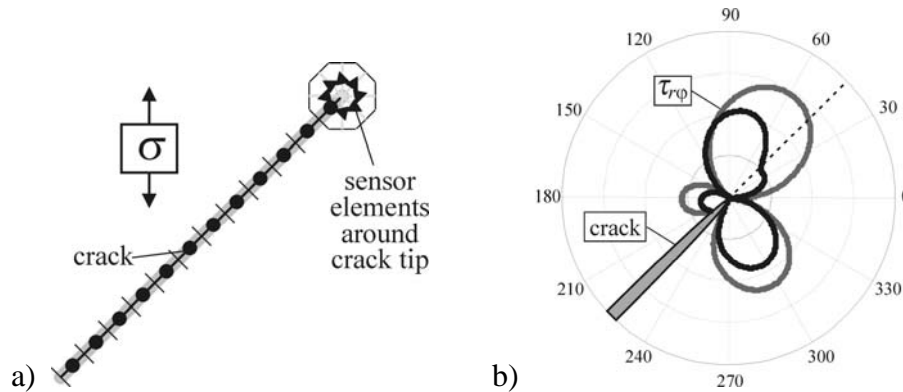 σ
crack
sensor
elements
around
crack tip
a)
90
120
60
τrφ
150
30
180
crack
210
330
240
300
270
b)